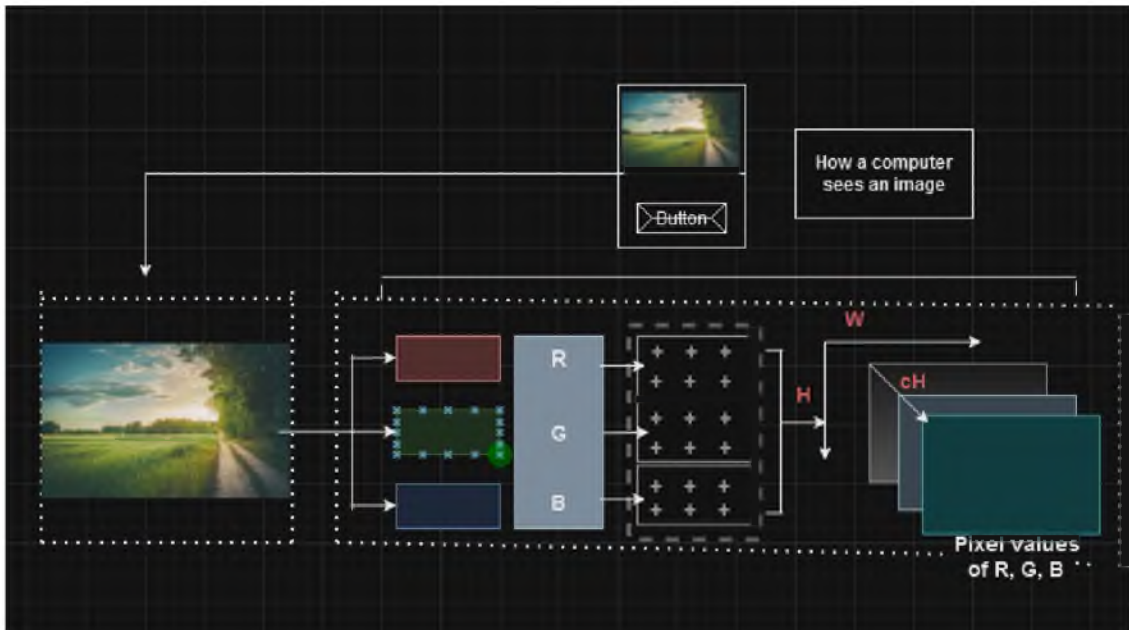 How a computer
sees an image
Button
W
R
cH
H
G
B
Pixel values
of R, G, B